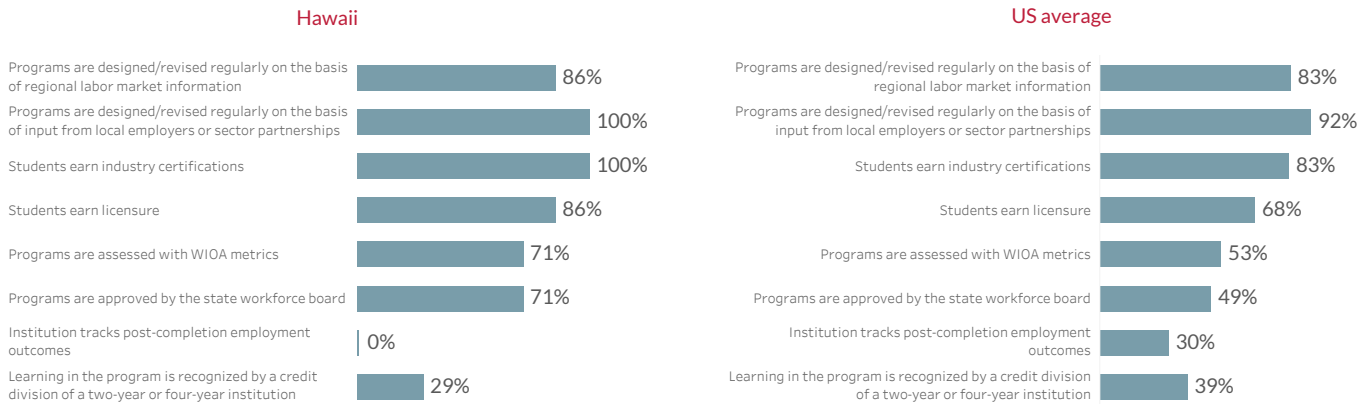 Hawaii
Programs are designed/revised regularly on the basis
of regional labor market information
86%
Programs are designed/revised regularly on the basis
of input from local employers or sector partnerships
100%
Students earn industry certifications
100%
Students earn licensure
86%
Programs are assessed with WIOA metrics
71%
Programs are approved by the state workforce board
71%
Institution tracks post-completion employment
outcomes
0%
Learning in the program is recognized by a credit
division of a two-year or four-year institution
29%
US average
Programs are designed/revised regularly on the basis of
regional labor market information
83%
Programs are designed/revised regularly on the basis of
input from local employers or sector partnerships
92%
Students earn industry certifications
83%
Students earn licensure
68%
Programs are assessed with WIOA metrics
53%
Programs are approved by the state workforce board
49%
Institution tracks post-completion employment
outcomes
30%
Learning in the program is recognized by a credit division
of a two-year or four-year institution
39%